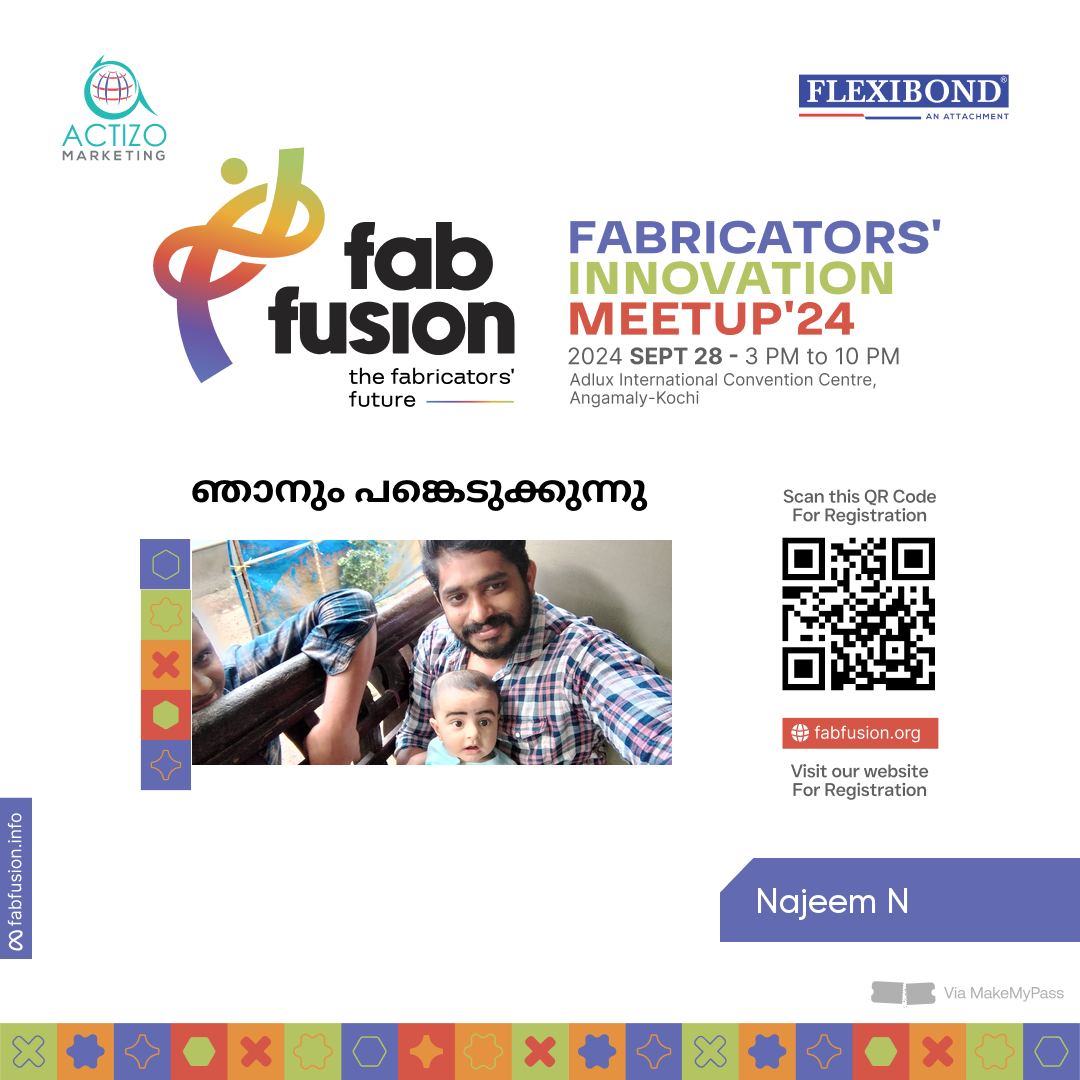 ACTIZO
MARKETING
FLEXIBOND®
AN ATTACHMENT
fab
fusion
the fabricators'
future
FABRICATORS'
INNOVATION
MEETUP'24
2024 SEPT 28 - 3 PM to 10 PM
Adlux International Convention Centre,
Angamaly-Kochi
ഞാനും പങ്കെടുക്കുന്നു
Scan this QR Code
For Registration
fabfusion.org
Visit our website
For Registration
fabfusion.info
Najeem N
Via MakeMyPass